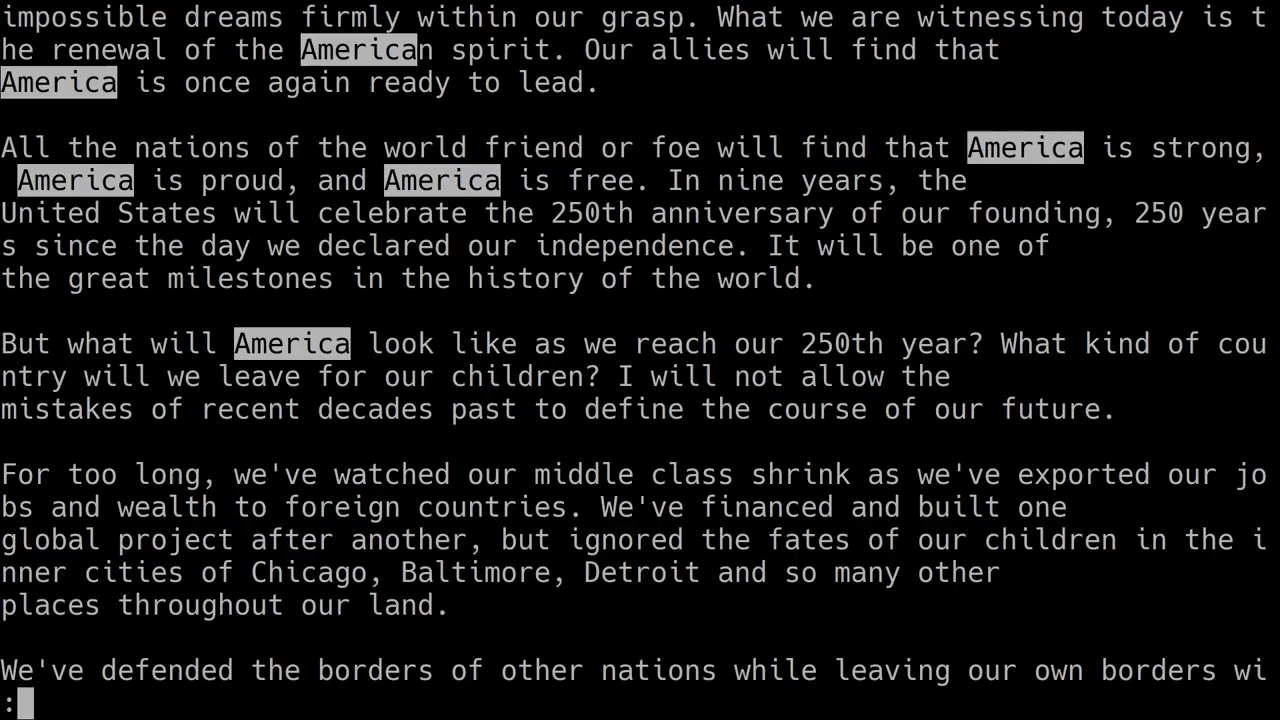 impossible dreams firmly within our grasp. What we are witnessing today is t
he renewal of the American spirit. Our allies will find that
America is once again ready to lead.
All the nations of the world friend or foe will find that America is strong,
America is proud, and America is free. In nine years, the
United States will celebrate the 250th anniversary of our founding, 250 year
s since the day we declared our independence. It will be one of
the great milestones in the history of the world.
But what will America look like as we reach our 250th year? What kind of cou
ntry will we leave for our children? I will not allow the
mistakes of recent decades past to define the course of our future.
For too long, we've watched our middle class shrink as we've exported our jo
bs and wealth to foreign countries. We've financed and built one
global project after another, but ignored the fates of our children in the i
nner cities of Chicago, Baltimore, Detroit and so many other
places throughout our land.
We've defended the borders of other nations while leaving our own borders wi
: